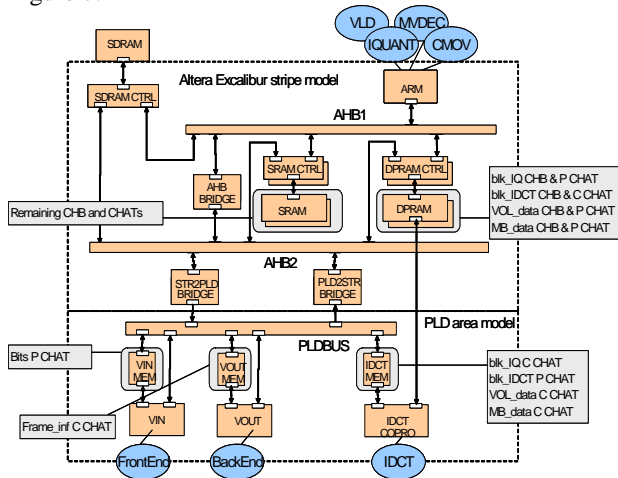 VLD
MVDEC
IQUANT
CMOV
SDRAM
Altera Excalibur stripe model
SDRAM CTRL
ARM
AHB1
SRAM CTRL
DPRAM CTRL
blk_IQ CHB & P CHAT
blk_IDCT CHB & C CHAT
VOL_data CHB & P CHAT
MB_data CHB & P CHAT
AHB
BRIDGE
Remaining CHB and CHATs
SRAM
DPRAM
AHB2
STR2PLD
BRIDGE
PLD2STR
BRIDGE
PLD area model
PLDBUS
Bits P CHAT
VIN
MEM
VOUT
MEM
IDCT
MEM
blk_IQ C CHAT
blk_IDCT P CHAT
VOL_data C CHAT
MB_data C CHAT
Frame_inf C CHAT
VIN
VOUT
IDCT
COPRO
FrontEnd
BackEnd
IDCT